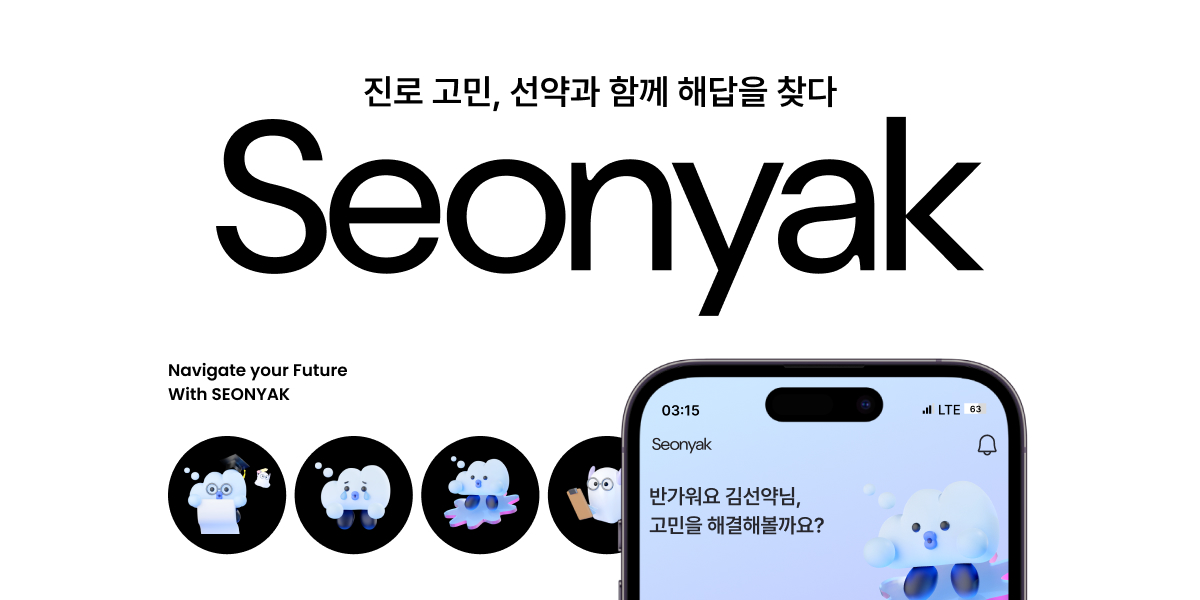 진로 고민, 선약과 함께 해답을 찾다
Seonyak
Navigate your Future
With SEONYAK
03:15
LTE 63
Seonyak
반가워요 김선약님,
고민을 해결해볼까요?